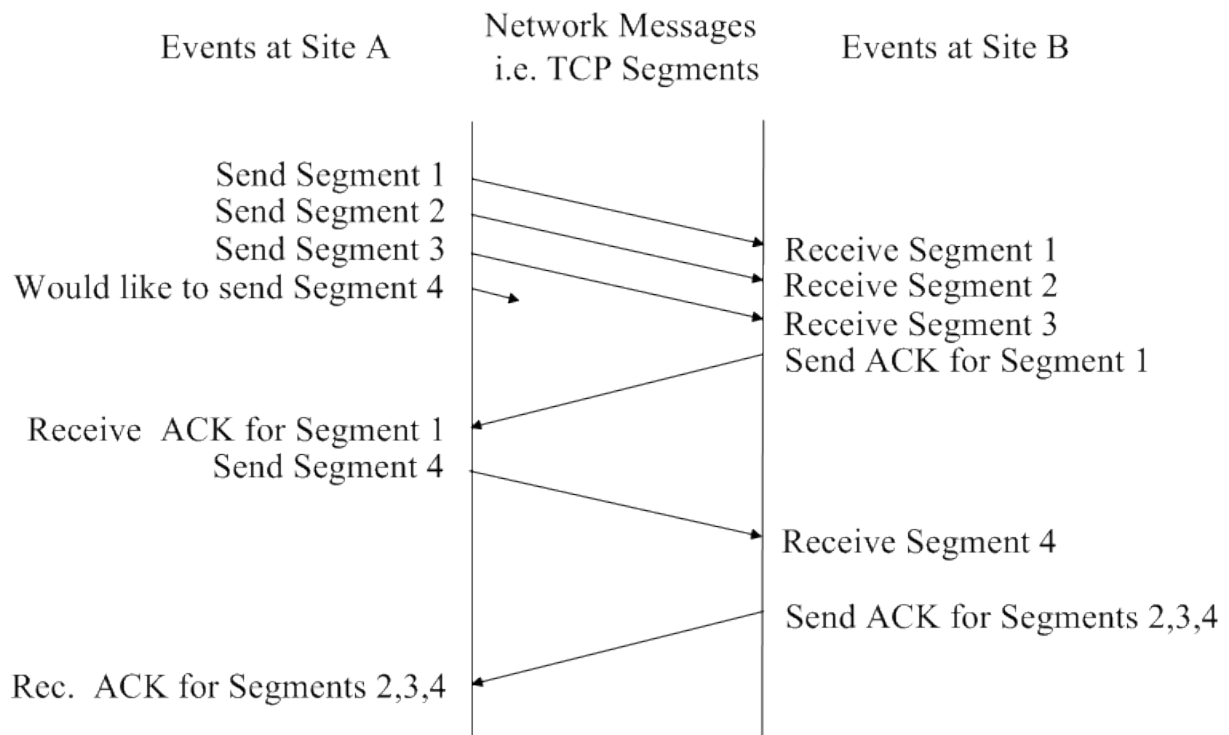 Events at Site A
Network Messages
i.e. TCP Segments
Events at Site B
Send Segment 1
Send Segment 2
Send Segment 3
Would like to send Segment 4
Receive Segment 1
Receive Segment 2
Receive Segment 3
Send ACK for Segment 1
Receive ACK for Segment 1
Send Segment 4
Receive Segment 4
Send ACK for Segments 2,3,4
Rec. ACK for Segments 2,3,4